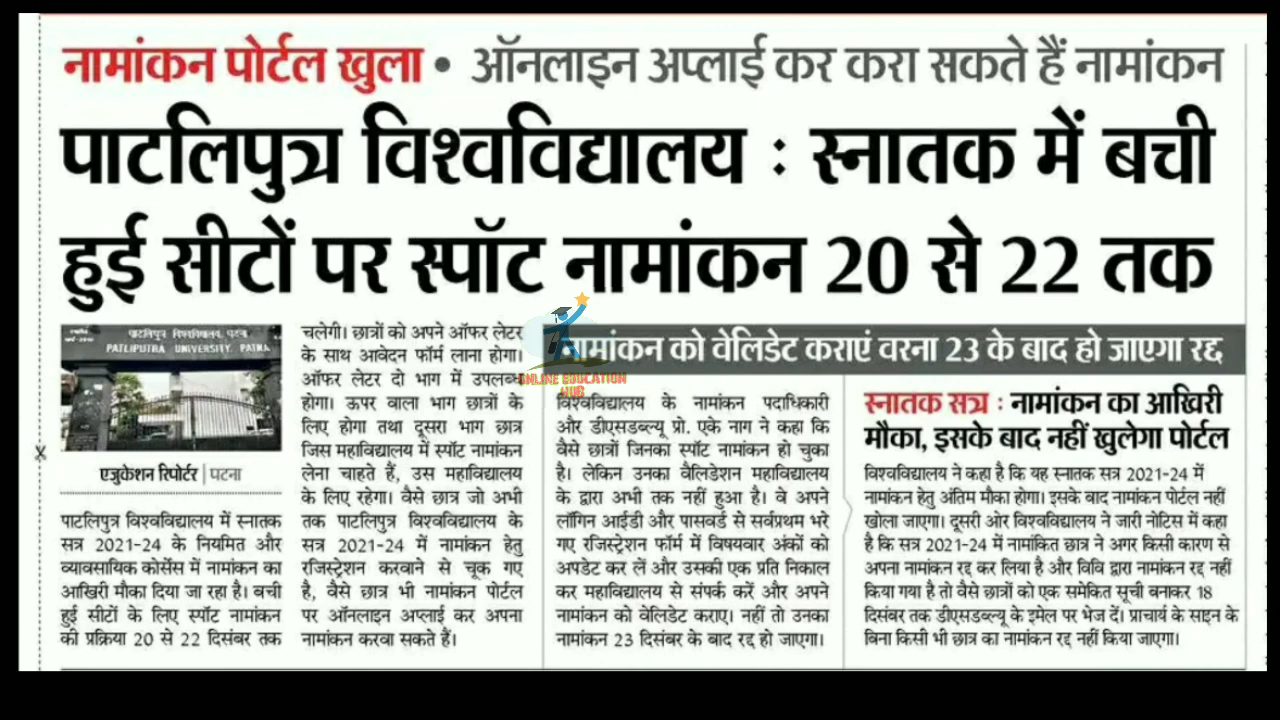 नामांकन पोर्टल खुला • ऑनलाइन अप्लाई कर करा सकते हैं नामांकन
पाटलिपुत्र विश्वविद्यालय : स्नातक में बची
हुई सीटों पर स्पॉट नामांकन 20 से 22 तक
पाटलिपुत्र विश्वविद्यालय, पटना
PATLIPUTRA UNIVERSITY, PATNA
एजुकेशन रिपोर्टर | पटना
पाटलिपुत्र विश्वविद्यालय में स्नातक
सत्र 2021-24 के नियमित और
व्यावसायिक कोर्सेस में नामांकन का
आखिरी मौका दिया जा रहा है। बची
हुई सीटों के लिए स्पॉट नामांकन
की प्रक्रिया 20 से 22 दिसंबर तक
चलेगी। छात्रों को अपने ऑफर लेटर
के साथ आवेदन फॉर्म लाना होगा।
ऑफर लेटर दो भाग में उपलब्ध
होगा। ऊपर वाला भाग छात्रों के
लिए होगा तथा दूसरा भाग छात्र
जिस महाविद्यालय में स्पॉट नामांकन
लेना चाहते हैं, उस महाविद्यालय
के लिए रहेगा। वैसे छात्र जो अभी
तक पाटलिपुत्र विश्वविद्यालय के
सत्र 2021-24 में नामांकन हेतु
रजिस्ट्रेशन करवाने से चूक गए
है, वैसे छात्र भी नामांकन पोर्टल
पर ऑनलाइन अप्लाई कर अपना
नामांकन करवा सकते हैं।
नामांकन को वेलिडेट कराएं वरना 23 के बाद हो जाएगा रद्द
ONLINE EDUCATION
HUB
विश्वविद्यालय के नामांकन पदाधिकारी
और डीएसडब्ल्यू प्रो. एके नाग ने कहा कि
वैसे छात्रों जिनका स्पॉट नामांकन हो चुका
है। लेकिन उनका वैलिडेशन महाविद्यालय
के द्वारा अभी तक नहीं हुआ है। वे अपने
लॉगिन आईडी और पासवर्ड से सर्वप्रथम भरे
गए रजिस्ट्रेशन फॉर्म में विषयवार अंकों को
अपडेट कर लें और उसकी एक प्रति निकाल
कर महाविद्यालय से संपर्क करें और अपने
नामांकन को वेलिडेट कराए। नहीं तो उनका
नामांकन 23 दिसंबर के बाद रद्द हो जाएगा।
स्नातक सत्र : नामांकन का आखिरी
मौका, इसके बाद नहीं खुलेगा पोर्टल
विश्वविद्यालय ने कहा है कि यह स्नातक सत्र 2021-24 में
नामांकन हेतु अंतिम मौका होगा। इसके बाद नामांकन पोर्टल नहीं
खोला जाएगा। दूसरी ओर विश्वविद्यालय ने जारी नोटिस में कहा
है कि सत्र 2021-24 में नामांकित छात्र ने अगर किसी कारण से
अपना नामांकन रद्द कर लिया है और विवि द्वारा नामांकन रद्द नहीं
किया गया है तो वैसे छात्रों को एक समेकित सूची बनाकर 18
दिसंबर तक डीएसडब्ल्यू के इमेल पर भेज दें। प्राचार्य के साइन के
बिना किसी भी छात्र का नामांकन रद्द नहीं किया जाएगा।